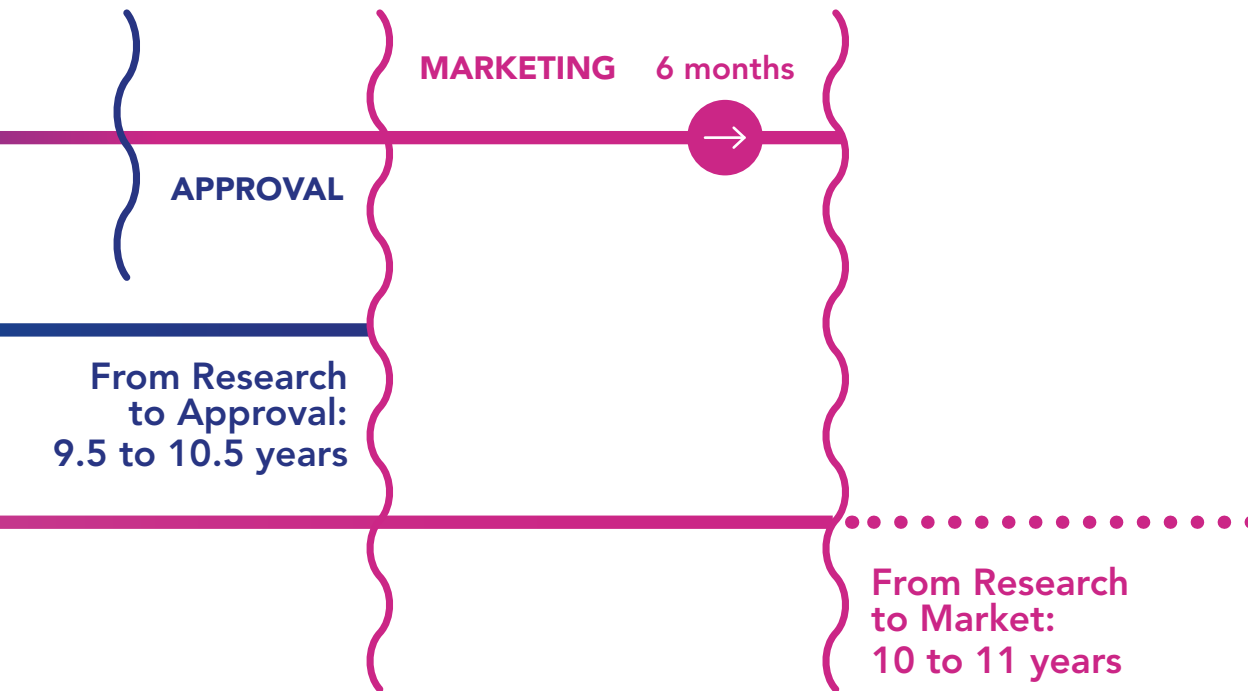 MARKETING 6 months
APPROVAL
From Research
to Approval:
9.5 to 10.5 years
From Research
to Market:
10 to 11 years